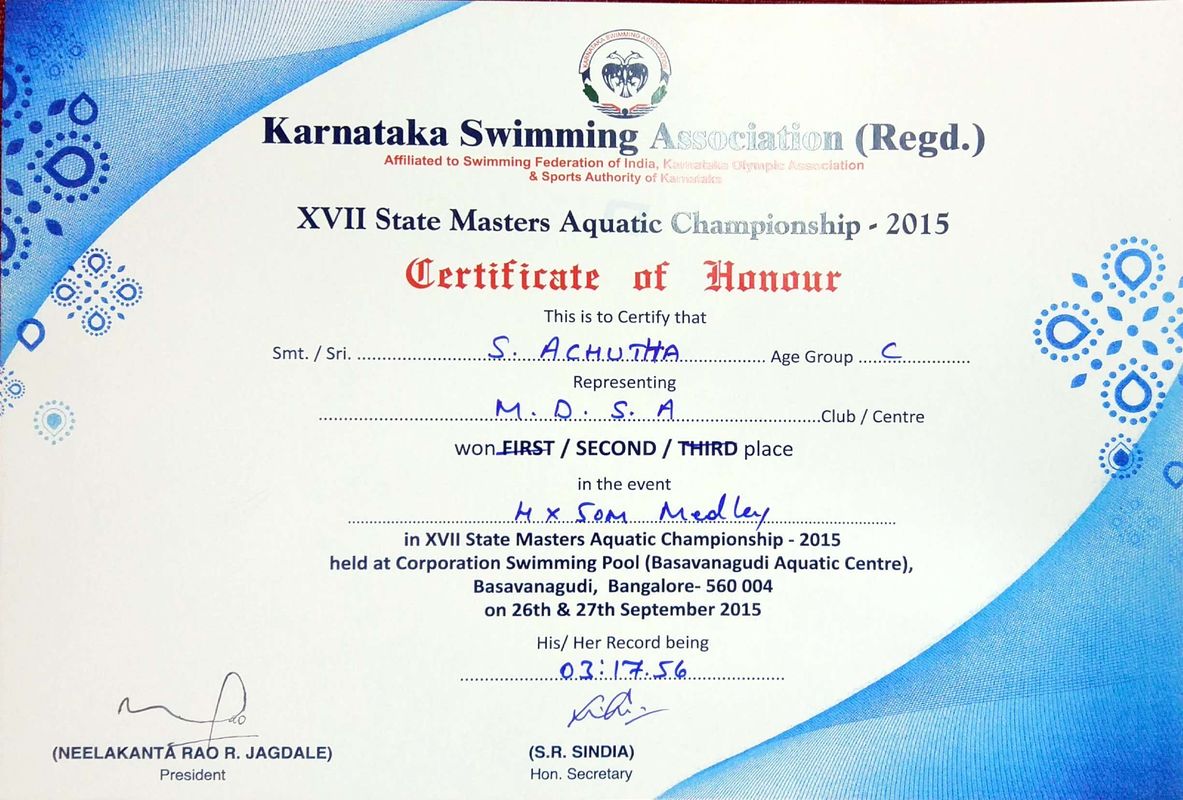 KARNATAKA SWIMMING ASSOCIATION
Karnataka Swimming Association (Regd.)
Affiliated to Swimming Federation of India, Karnataka Olympic Association
& Sports Authority of Karnataka
XVII State Masters Aquatic Championship - 2015
Certificate of Honour
This is to Certify that
Smt. / Sri. S. ACHUTHA Age Group C
Representing
M. D. S. A Club / Centre
won FIRST / SECOND / THIRD place
in the event
4 x 50m Medley
in XVII State Masters Aquatic Championship - 2015
held at Corporation Swimming Pool (Basavanagudi Aquatic Centre),
Basavanagudi, Bangalore- 560 004
on 26th & 27th September 2015
His/ Her Record being
03:17.56
(NEELAKANTA RAO R. JAGDALE) (S.R. SINDIA)
President Hon. Secretary